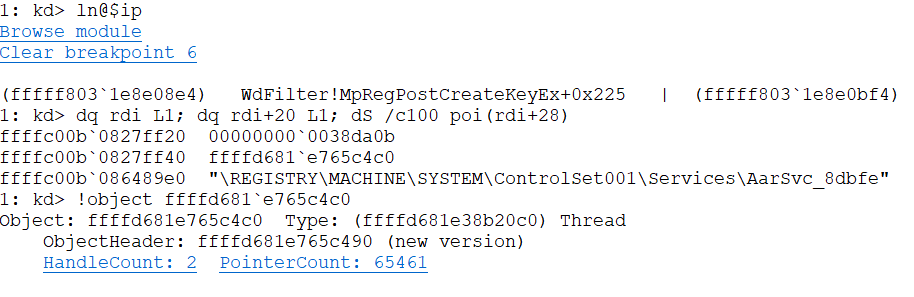 1: kd> ln@$ip
Browse module
Clear breakpoint 6
(fffff803`1e8e08e4)   WdFilter!MpRegPostCreateKeyEx+0x225   |  (fffff803`1e8e0bf4)
1: kd> dq rdi L1; dq rdi+20 L1; dS /c100 poi(rdi+28)
ffffc00b`0827ff20  00000000`0038da0b
ffffc00b`0827ff40  ffffd681`e765c4c0
ffffc00b`086489e0  "\REGISTRY\MACHINE\SYSTEM\ControlSet001\Services\AarSvc_8dbfe"
1: kd> !object ffffd681`e765c4c0
Object: ffffd681e765c4c0  Type: (ffffd681e38b20c0) Thread
    ObjectHeader: ffffd681e765c490 (new version)
    HandleCount: 2  PointerCount: 65461